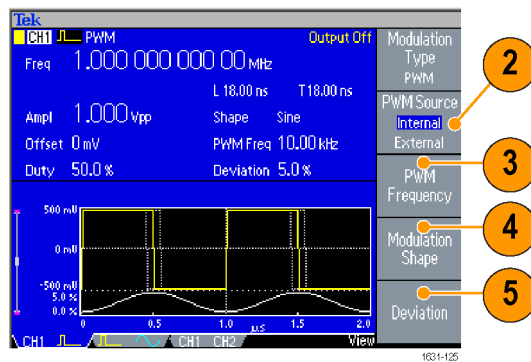 Tek
CH1 PWM Output Off
Freq 1.000 000 000 00 MHz
L 18.00 ns T18.00 ns
Ampl 1.000 Vpp Shape Sine
Offset 0 mV PWM Freq 10.00 kHz
Duty 50.0 % Deviation 5.0 %
500 mV
0 mV
-500 mV
5.0 %
0.0 %
0 0.5 1.0 1.5 2.0
µs
CH1 CH1 CH2 View
Modulation
Type
PWM
PWM Source
Internal
External
2
PWM
Frequency
3
Modulation
Shape
4
Deviation
5
1631-125